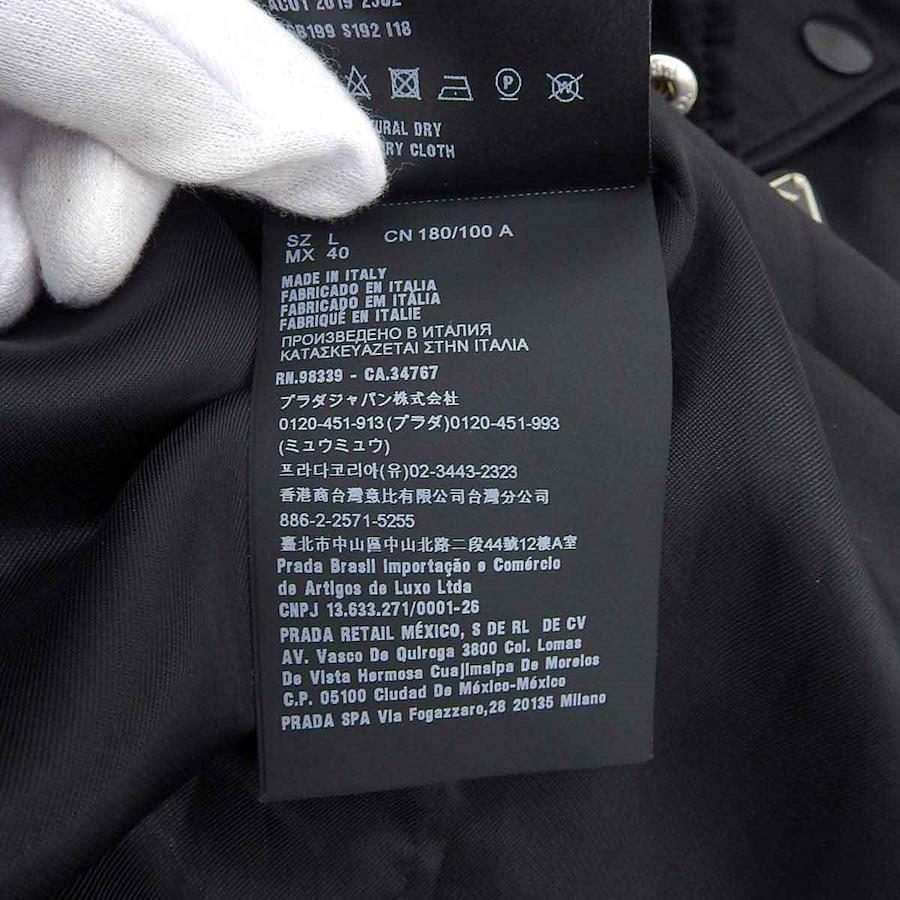 S192 I18
P
W
DRY
CLOTH
SZ L CN 180/100 A
MX 40
MADE IN ITALY
FABRICADO EN ITALIA
FABRICADO EM ITÁLIA
FABRIQUÉ EN ITALIE
ПРОИЗВЕДЕНО В ИТАЛИЯ
ΚΑΤΑΣΚΕΥΑΖΕΤΑΙ ΣΤΗΝ ΙΤΑΛΙΑ
RN.98339 - CA.34767
プラダジャパン株式会社
0120-451-913(プラダ)0120-451-993
(ミュウミュウ)
프라다코리아(유)02-3443-2323
香港商台灣意比有限公司台灣分公司
886-2-2571-5255
臺北市中山區中山北路二段44號12樓A室
Prada Brasil Importação e Comércio
de Artigos de Luxo Ltda
CNPJ 13.633.271/0001-26
PRADA RETAIL MÉXICO, S DE RL DE CV
AV. Vasco De Quiroga 3800 Col. Lomas
De Vista Hermosa Cuajimalpa De Morelos
C.P. 05100 Ciudad De México-México
PRADA SPA Via Fogazzaro,28 20135 Milano